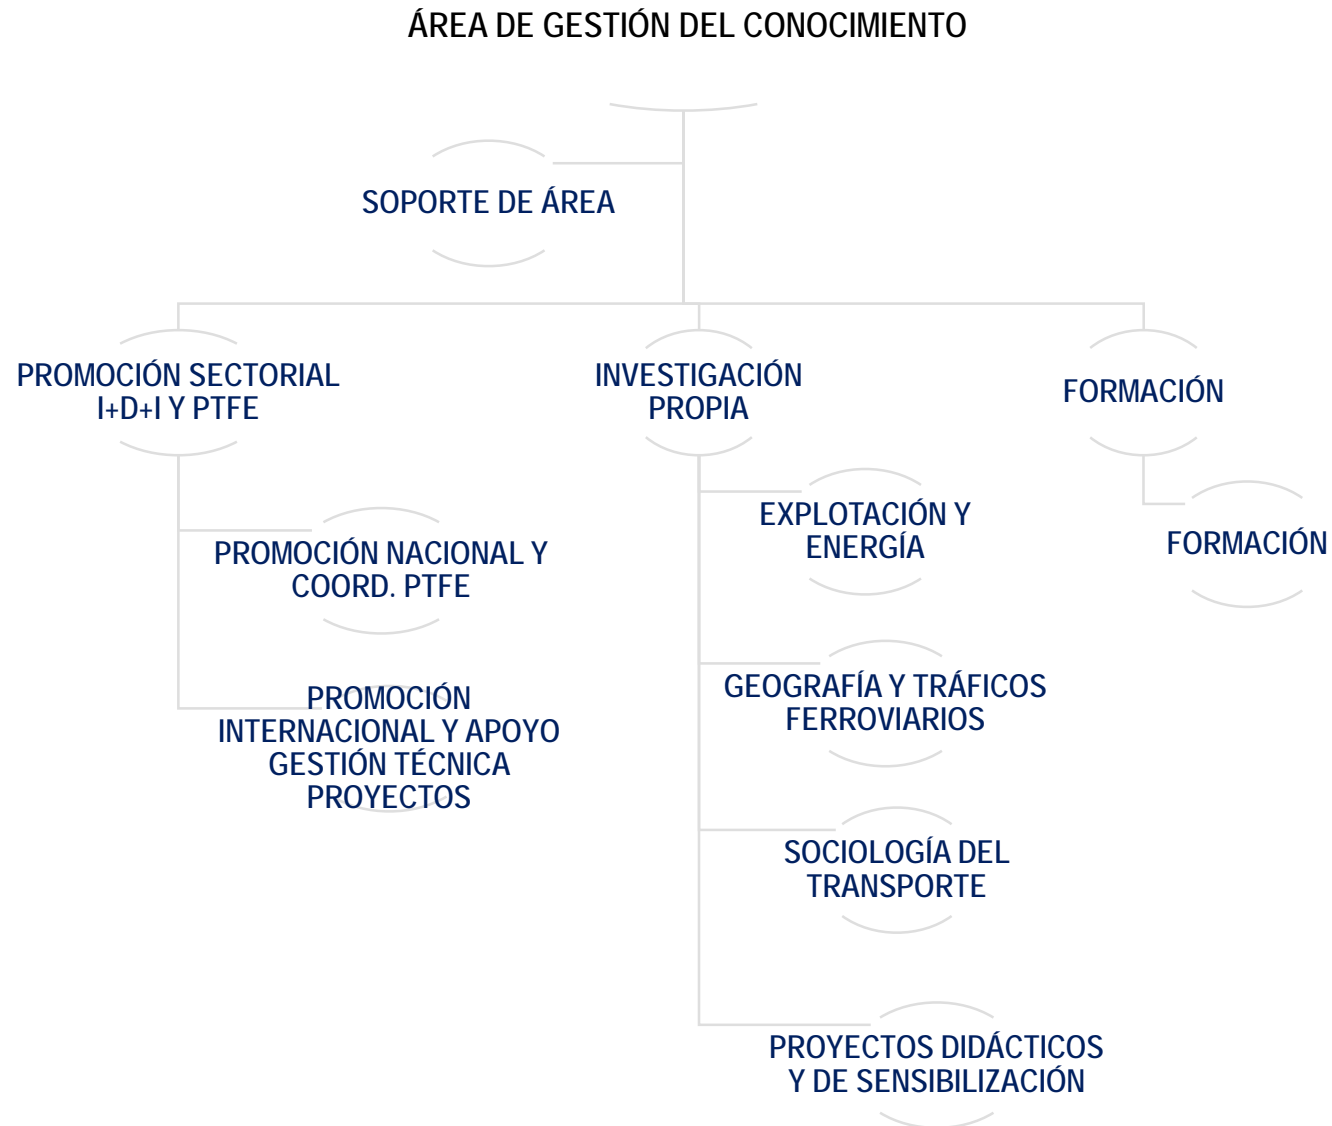 ÁREA DE GESTIÓN DEL CONOCIMIENTO
SOPORTE DE ÁREA
PROMOCIÓN SECTORIAL
I+D+I Y PTFE
INVESTIGACIÓN
PROPIA
FORMACIÓN
PROMOCIÓN NACIONAL Y
COORD. PTFE
PROMOCIÓN
INTERNACIONAL Y APOYO
GESTIÓN TÉCNICA
PROYECTOS
EXPLOTACIÓN Y
ENERGÍA
GEOGRAFÍA Y TRÁFICOS
FERROVIARIOS
SOCIOLOGÍA DEL
TRANSPORTE
PROYECTOS DIDÁCTICOS
Y DE SENSIBILIZACIÓN
FORMACIÓN